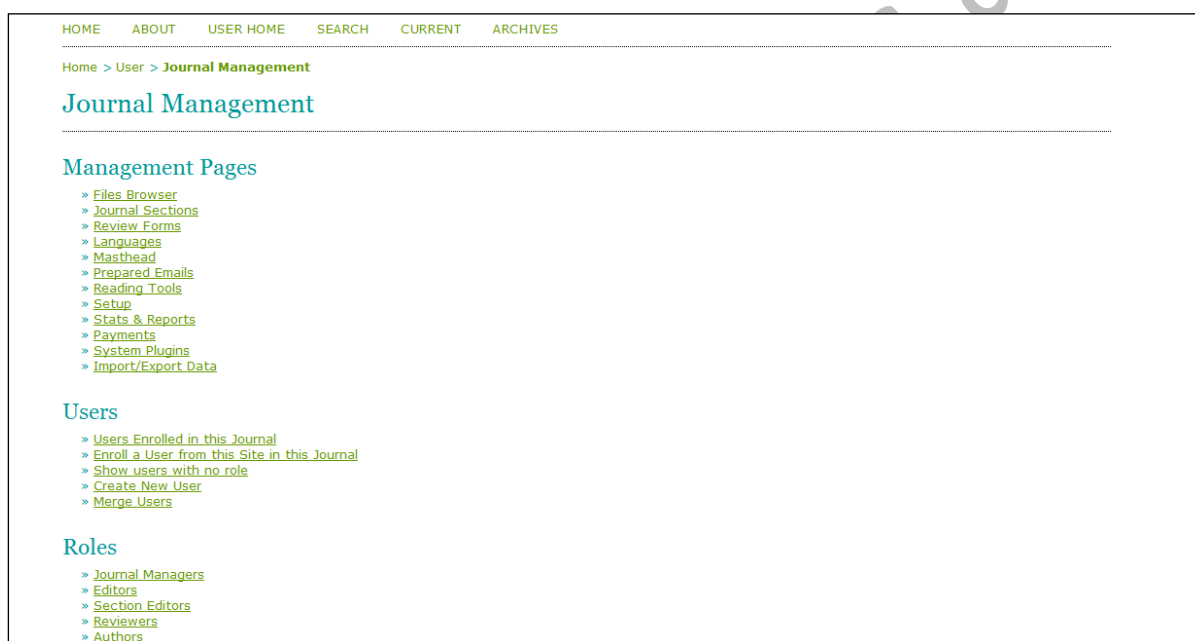 HOME ABOUT USER HOME SEARCH CURRENT ARCHIVES
Home > User > Journal Management
Journal Management
Management Pages
» Files Browser
» Journal Sections
» Review Forms
» Languages
» Masthead
» Prepared Emails
» Reading Tools
» Setup
» Stats & Reports
» Payments
» System Plugins
» Import/Export Data
Users
» Users Enrolled in this Journal
» Enroll a User from this Site in this Journal
» Show users with no role
» Create New User
» Merge Users
Roles
» Journal Managers
» Editors
» Section Editors
» Reviewers
» Authors